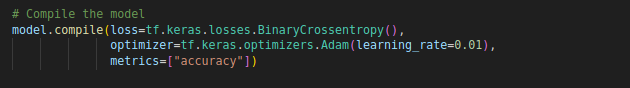 # Compile the model
model.compile(loss=tf.keras.losses.BinaryCrossentropy(),
optimizer=tf.keras.optimizers.Adam(learning_rate=0.01),
metrics=["accuracy"])